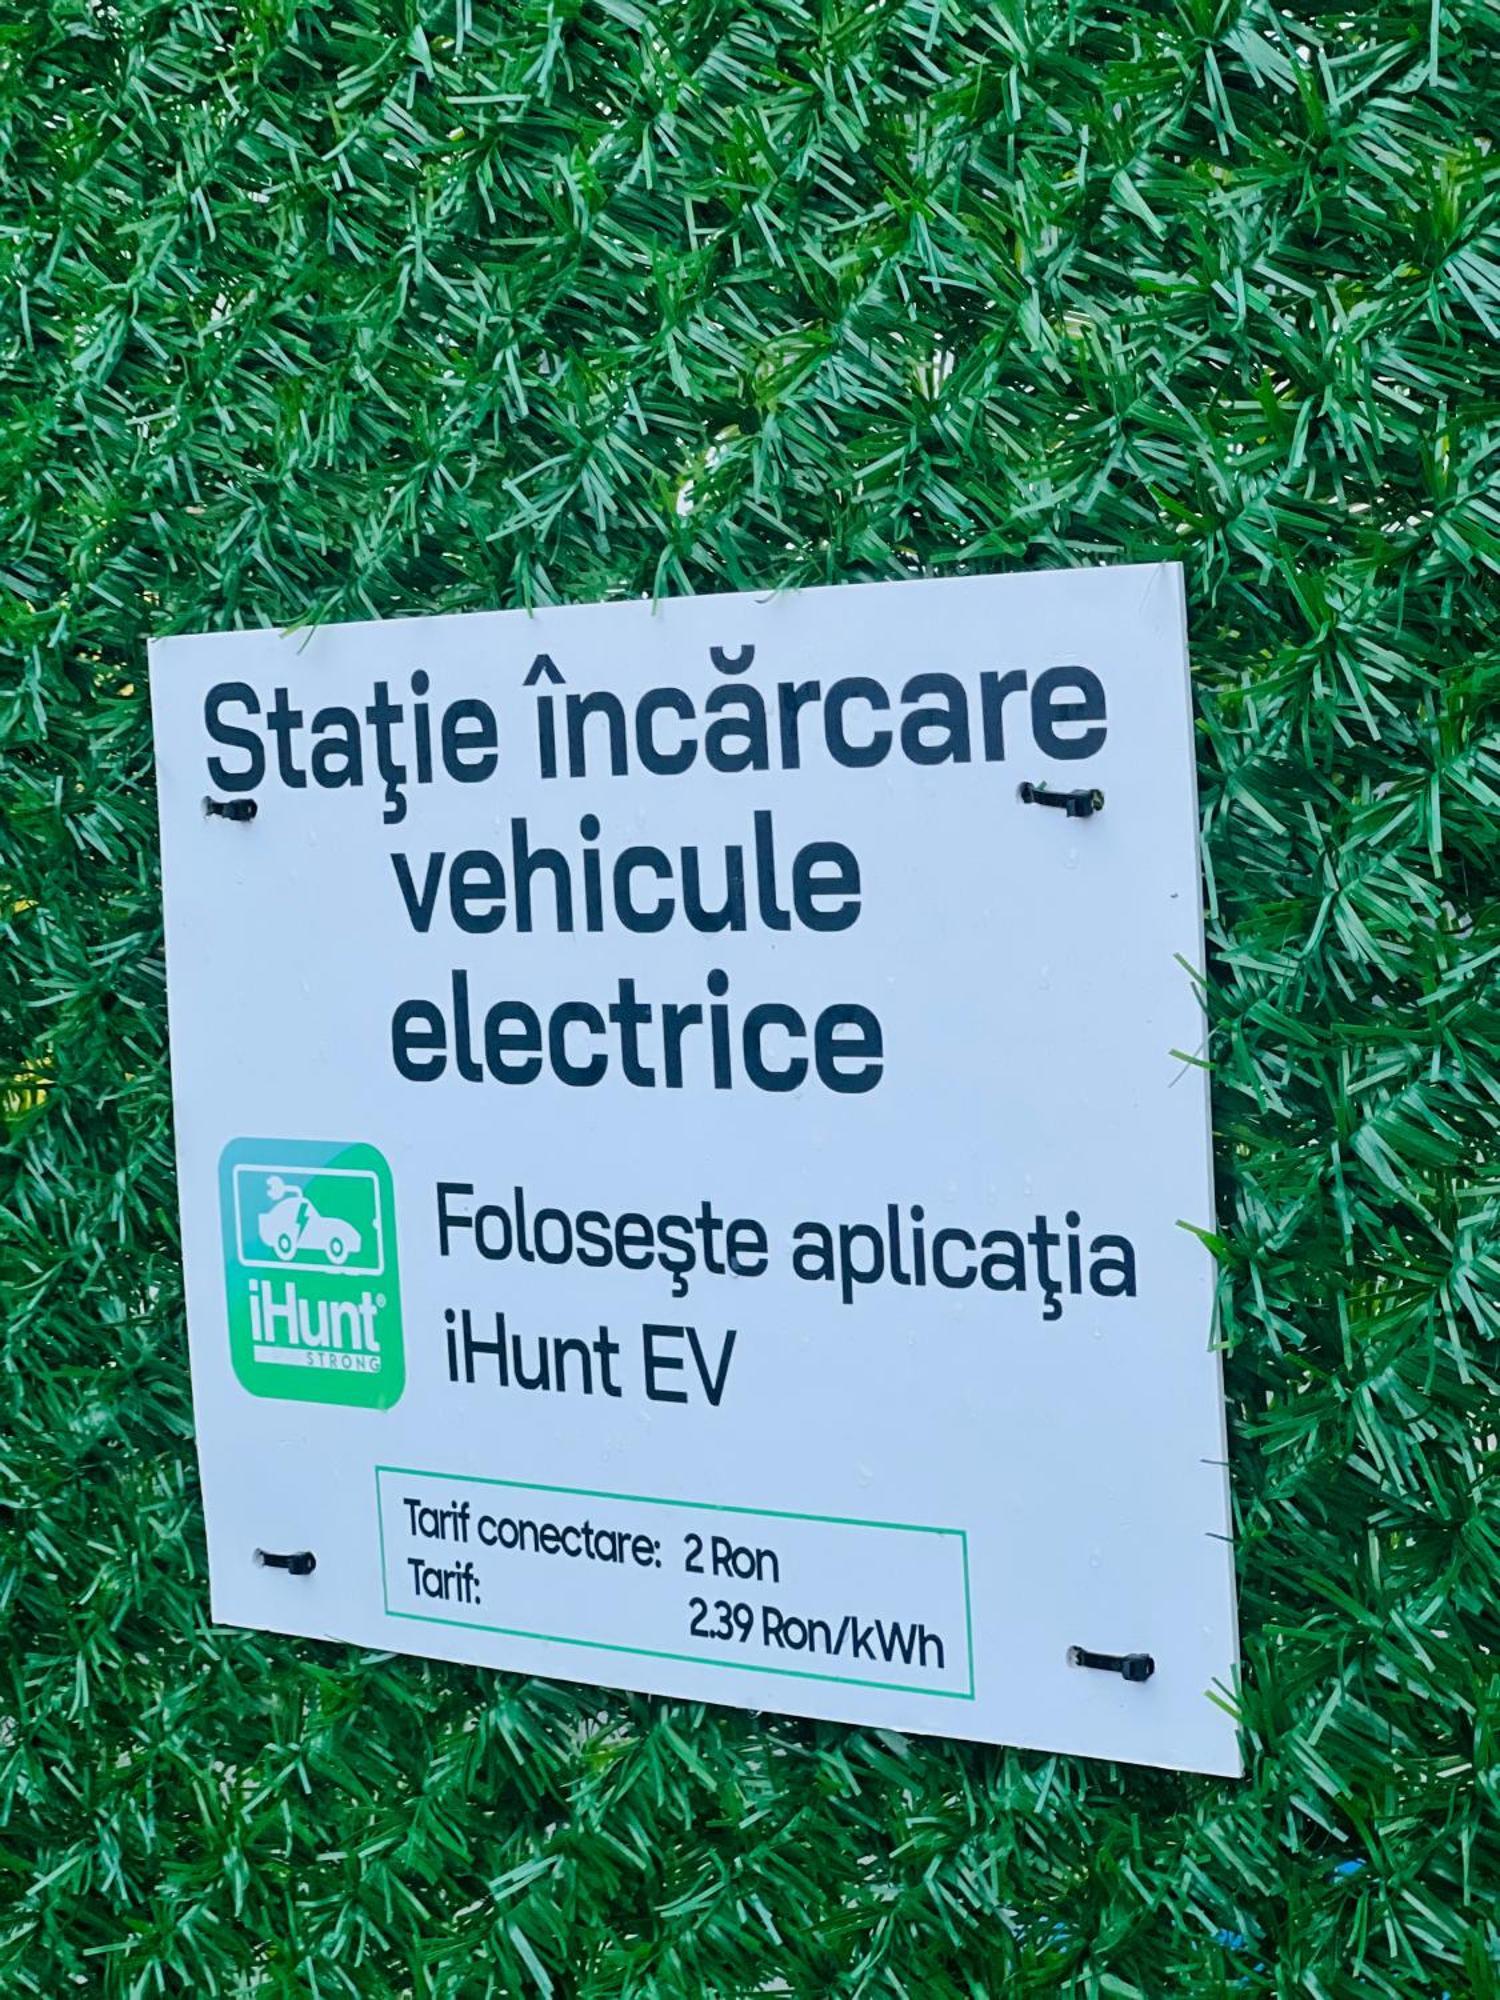 Staţie încărcare
vehicule
electrice
iHunt®
STRONG
Foloseşte aplicaţia
iHunt EV
Tarif conectare: 2 Ron
Tarif: 2.39 Ron/kWh